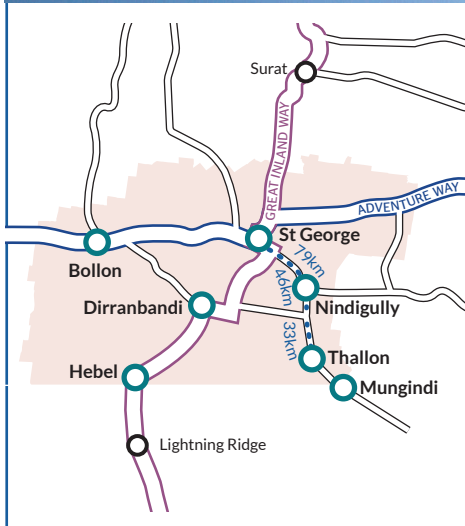 Surat
GREAT INLAND WAY
ADVENTURE WAY
St George
Bollon
79km
46km
Nindigully
Dirranbandi
33km
Thallon
Hebel
Mungindi
Lightning Ridge